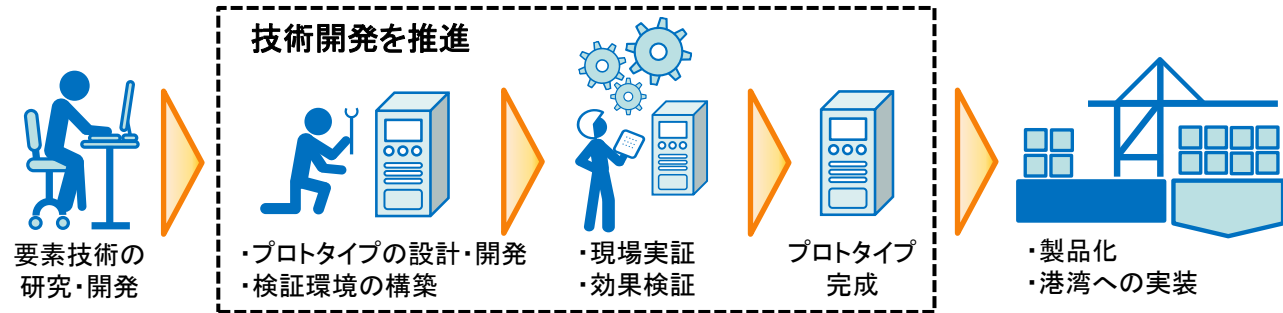 技術開発を推進
要素技術の
研究・開発
・プロトタイプの設計・開発
・検証環境の構築
・現場実証
・効果検証
プロトタイプ
完成
・製品化
・港湾への実装